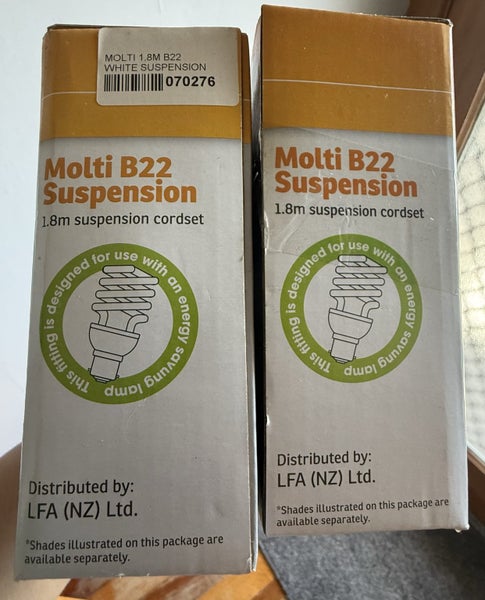 MOLTI 1.8M B22
WHITE SUSPENSION
070276
Molti B22
Suspension
1.8m suspension cordset
This fitting is designed for use with an energy savung lamp
Distributed by:
LFA (NZ) Ltd.
*Shades illustrated on this package are
available separately.
Molti B22
Suspension
1.8m suspension cordset
This fitting is designed for use with an energy savung lamp
Distributed by:
LFA (NZ) Ltd.
*Shades illustrated on this package are
available separately.